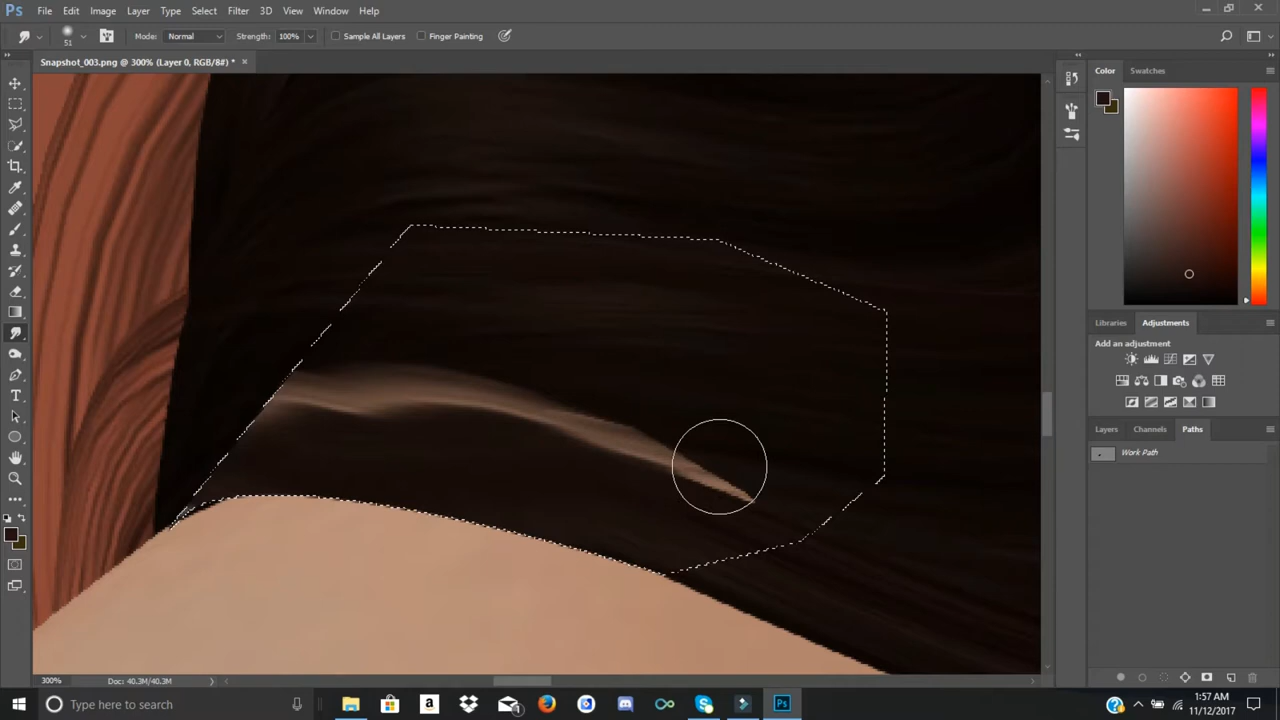 Ps File Edit Image Layer Type Select Filter 3D View Window Help
51 Mode: Normal Strength: 100% Sample All Layers Finger Painting
Snapshot_003.png @ 300% (Layer 0, RGB/8#) * ×
Color Swatches
Libraries Adjustments
Add an adjustment
Layers Channels Paths
Work Path
300% Doc: 40.3M/40.3M
Type here to search
1:57 AM
11/12/2017